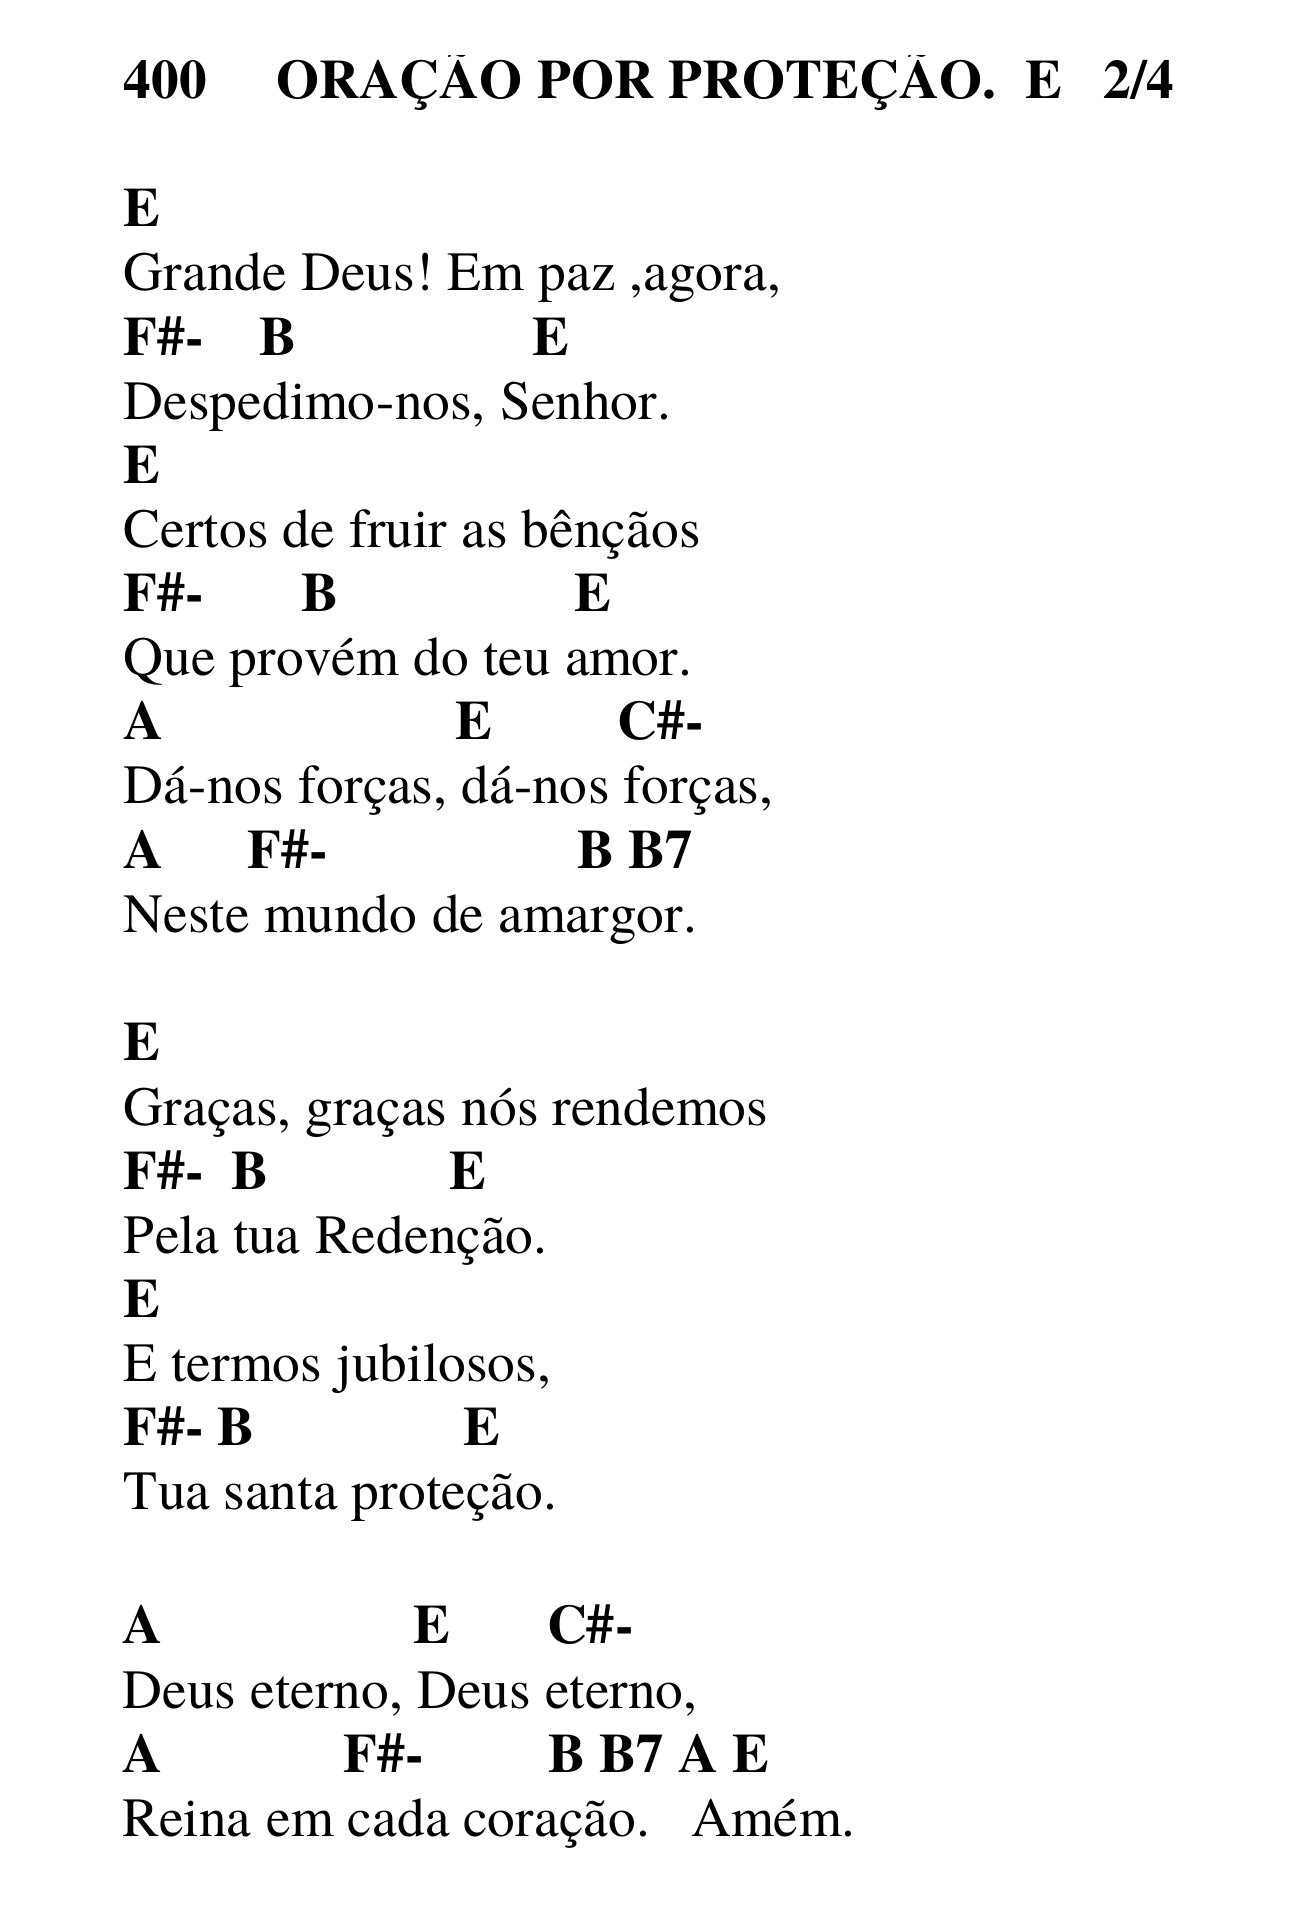 400 ORAÇÃO POR PROTEÇÃO. E 2/4
E
Grande Deus! Em paz ,agora,
F#- B E
Despedimo-nos, Senhor.
E
Certos de fruir as bênçãos
F#- B E
Que provém do teu amor.
A E C#-
Dá-nos forças, dá-nos forças,
A F#- B B7
Neste mundo de amargor.
E
Graças, graças nós rendemos
F#- B E
Pela tua Redenção.
E
E termos jubilosos,
F#- B E
Tua santa proteção.
A E C#-
Deus eterno, Deus eterno,
A F#- B B7 A E
Reina em cada coração. Amém.